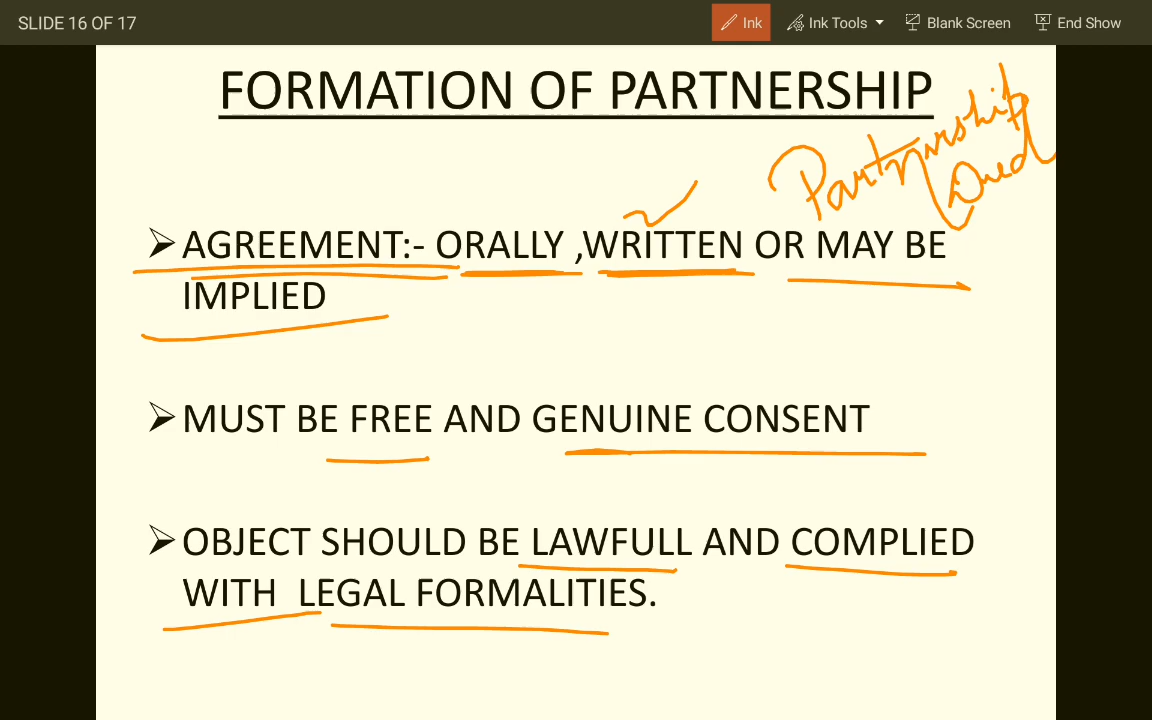 SLIDE 16 OF 17
Ink
Ink Tools
Blank Screen
End Show
FORMATION OF PARTNERSHIP
Partnership
Deed
➢AGREEMENT:- ORALLY ,WRITTEN OR MAY BE
IMPLIED
➢MUST BE FREE AND GENUINE CONSENT
➢OBJECT SHOULD BE LAWFULL AND COMPLIED
WITH LEGAL FORMALITIES.